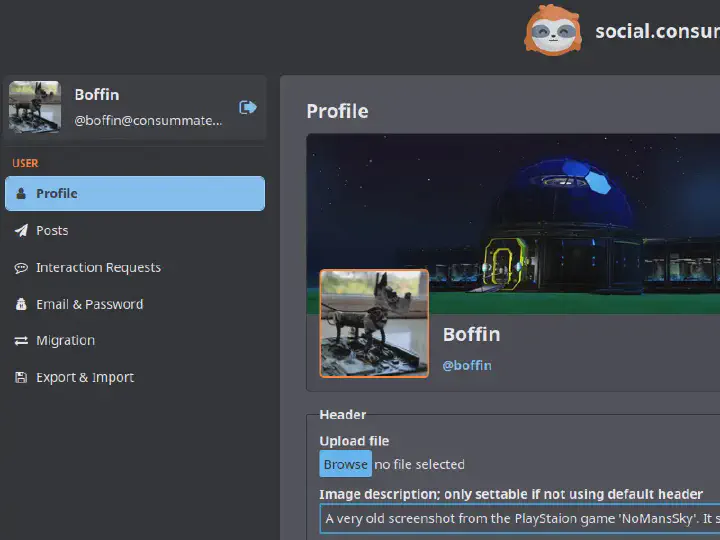 social.consum
Boffin
@boffin@consummate...
USER
Profile
Posts
Interaction Requests
Email & Password
Migration
Export & Import
Profile
Boffin
@boffin
Header
Upload file
Browse no file selected
Image description; only settable if not using default header
A very old screenshot from the PlayStaion game 'NoMansSky'. It s